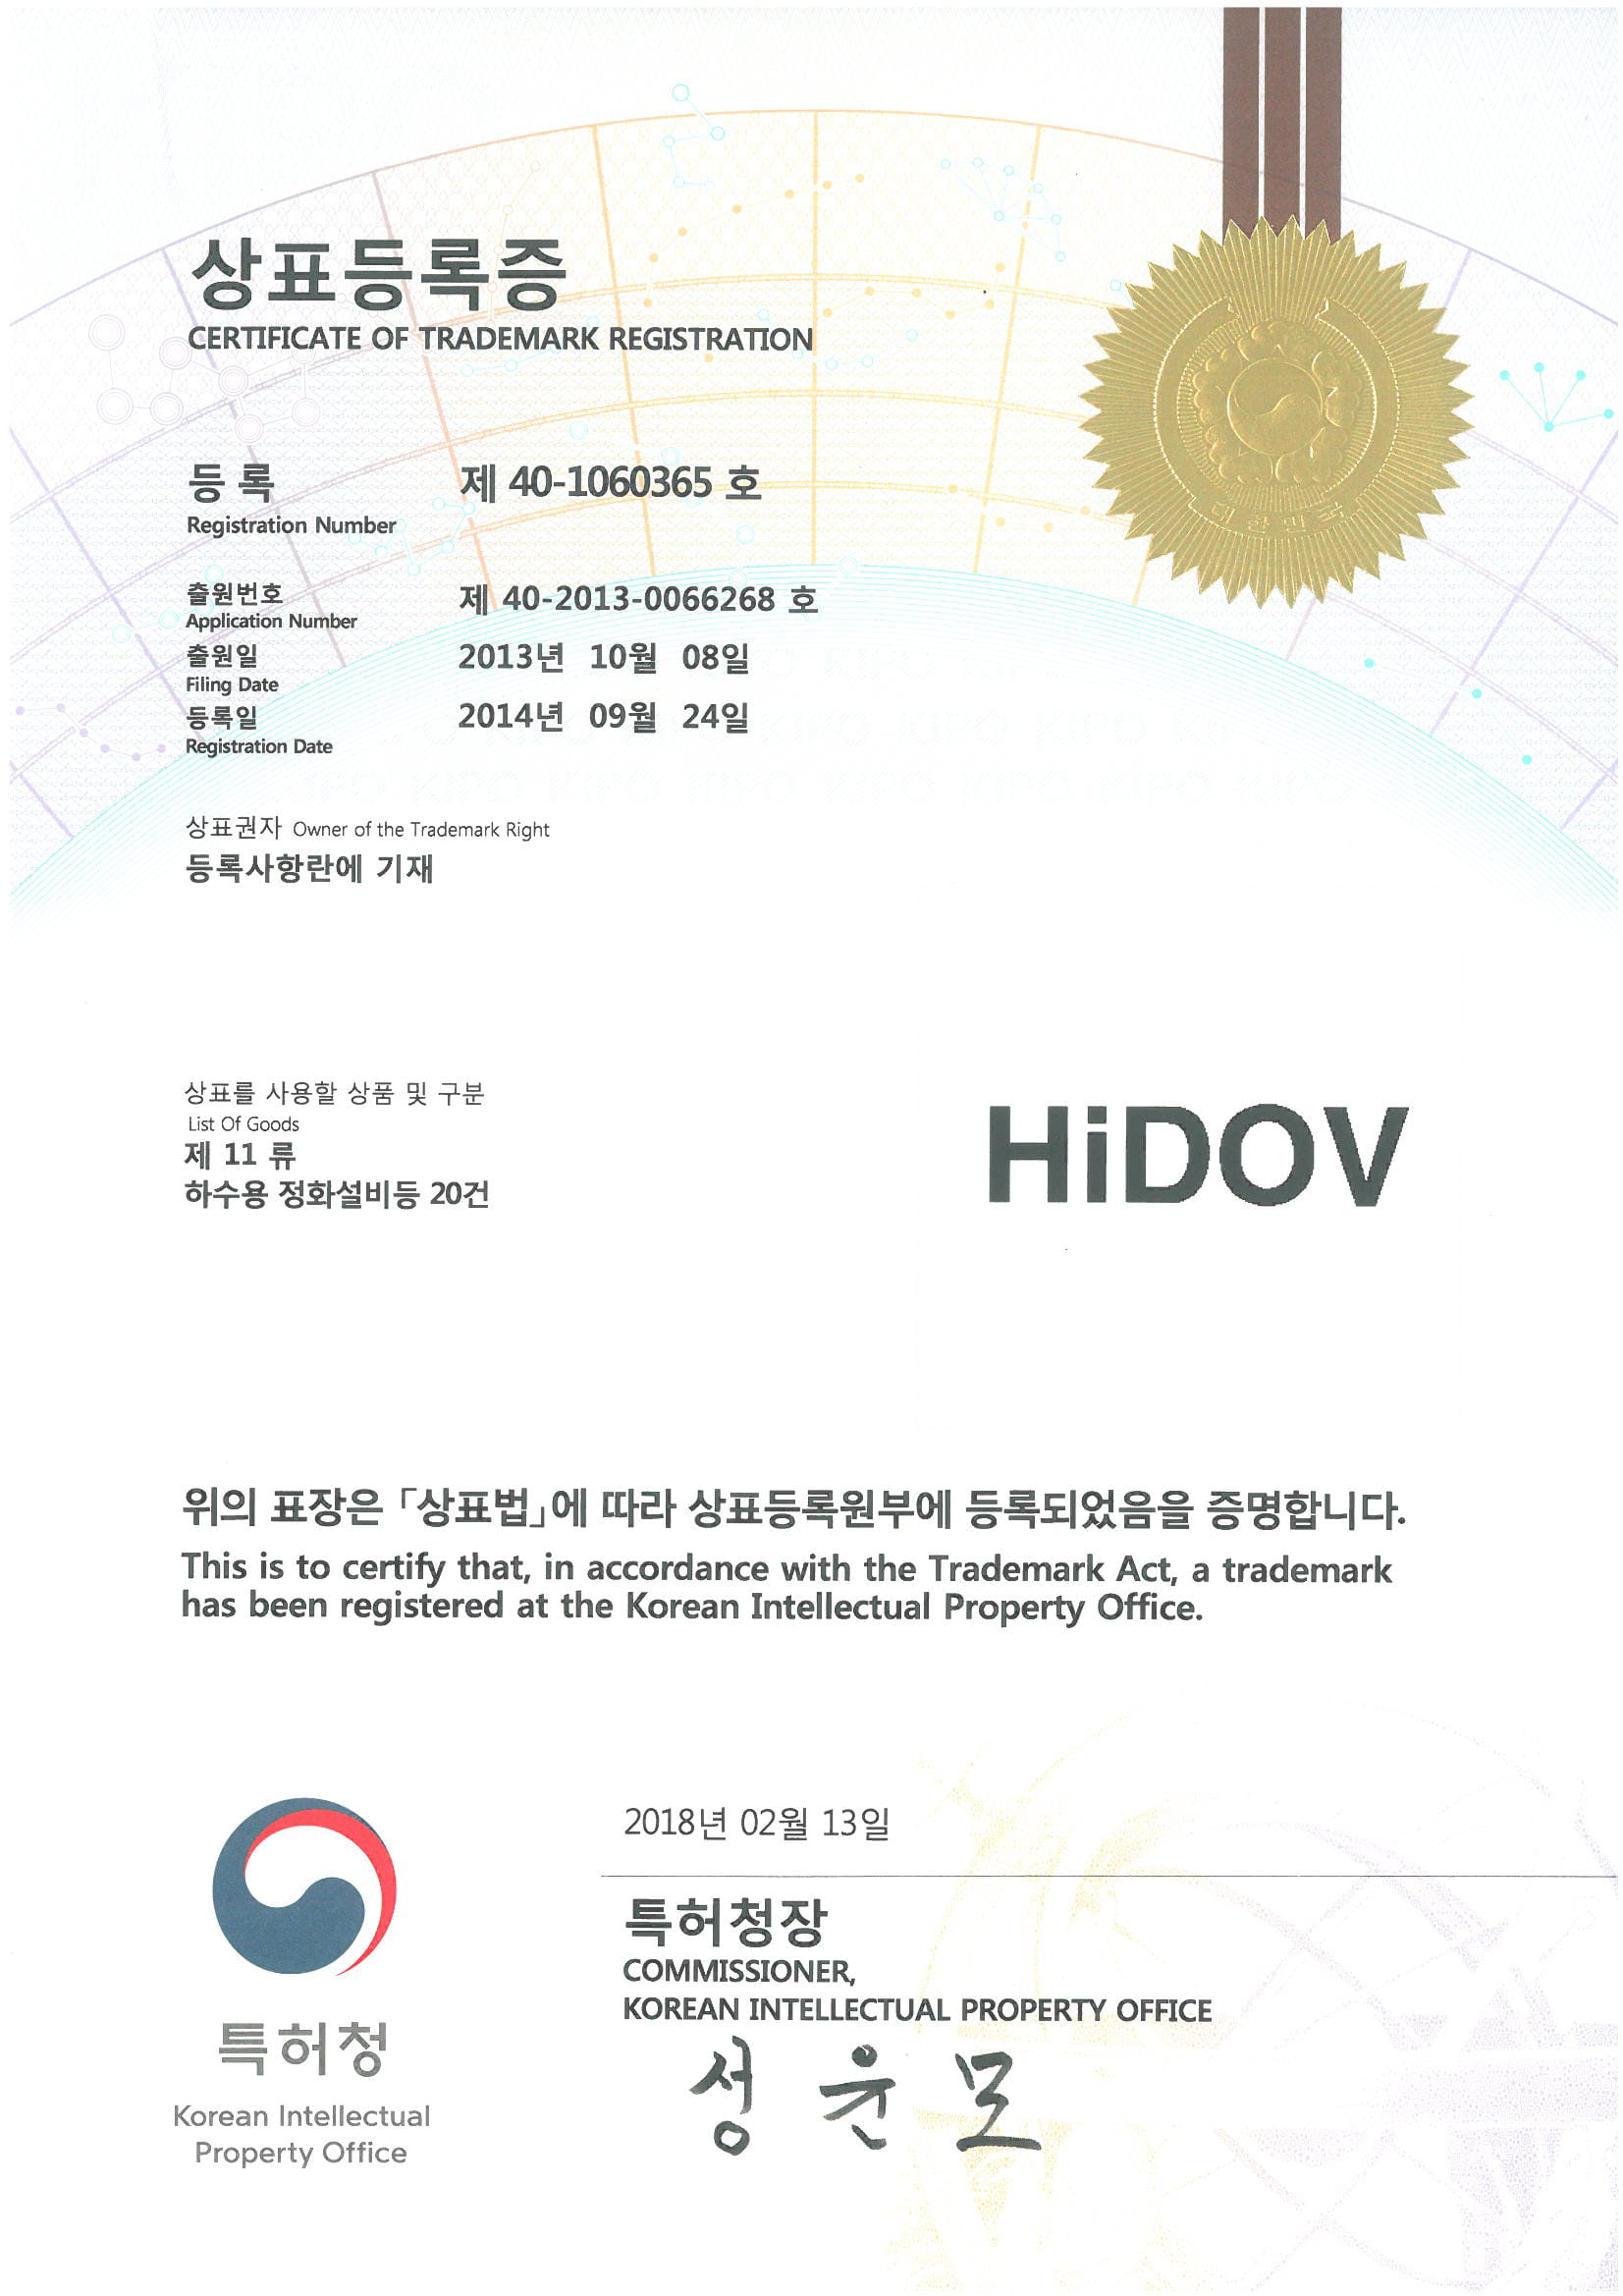 상표등록증
CERTIFICATE OF TRADEMARK REGISTRATION
대한민국
등록 제 40-1060365 호
Registration Number
출원번호 제 40-2013-0066268 호
Application Number
출원일 2013년 10월 08일
Filing Date
등록일 2014년 09월 24일
Registration Date
상표권자 Owner of the Trademark Right
등록사항란에 기재
상표를 사용할 상품 및 구분
List Of Goods
제 11 류
하수용 정화설비등 20건
HiDOV
위의 표장은 「상표법」에 따라 상표등록원부에 등록되었음을 증명합니다.
This is to certify that, in accordance with the Trademark Act, a trademark
has been registered at the Korean Intellectual Property Office.
2018년 02월 13일
특허청장
COMMISSIONER,
KOREAN INTELLECTUAL PROPERTY OFFICE
성윤모
특허청
Korean Intellectual
Property Office